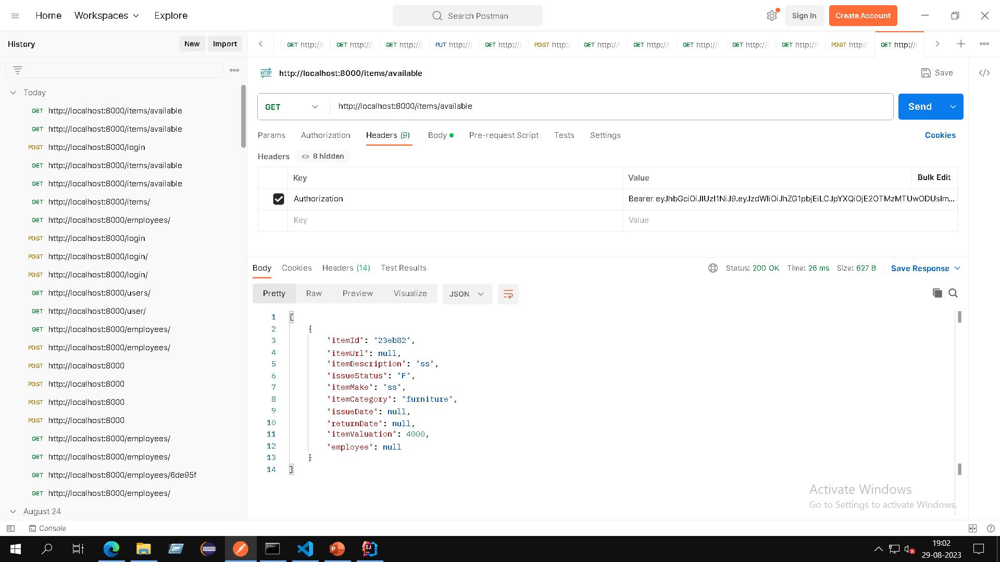 Home Workspaces Explore Search Postman Sign In Create Account
History New Import
GET http:// GET http:// GET http:// PUT http:// GET http:// POST http: GET http:// GET http:// GET http:// GET http:// GET http:// POST http:/ GET http://
http://localhost:8000/items/available Save
Today
GET http://localhost:8000/items/available
GET http://localhost:8000/items/available
POST http://localhost:8000/login
GET http://localhost:8000/items/available
GET http://localhost:8000/items/available
GET http://localhost:8000/items/
GET http://localhost:8000/employees/
POST http://localhost:8000/login
POST http://localhost:8000/login/
POST http://localhost:8000/login/
GET http://localhost:8000/users/
GET http://localhost:8000/user/
GET http://localhost:8000/employees/
POST http://localhost:8000/employees/
POST http://localhost:8000
POST http://localhost:8000
POST http://localhost:8000
POST http://localhost:8000
GET http://localhost:8000/employees/
GET http://localhost:8000/employees/
GET http://localhost:8000/employees/6de95f
GET http://localhost:8000/employees/
August 24
GET http://localhost:8000/items/available Send
Params Authorization Headers (9) Body Pre-request Script Tests Settings Cookies
Headers 8 hidden
Key Value Bulk Edit
Authorization Bearer eyJhbGciOiJIUzI1NiJ9.eyJzdWIiOiJhZG1pbjEiLCJpYXQiOjE2OTMzMTUwODUsIm...
Key Value
Body Cookies Headers (14) Test Results Status: 200 OK Time: 26 ms Size: 627 B Save Response
Pretty Raw Preview Visualize JSON
1 [
2 {
3 "itemId": "23eb82",
4 "itemUrl": null,
5 "itemDescription": "ss",
6 "issueStatus": "F",
7 "itemMake": "ss",
8 "itemCategory": "furniture",
9 "issueDate": null,
10 "returnDate": null,
11 "itemValuation": 4000,
12 "employee": null
13 }
14 ]
Activate Windows
Go to Settings to activate Windows.
Console
19:02
29-08-2023